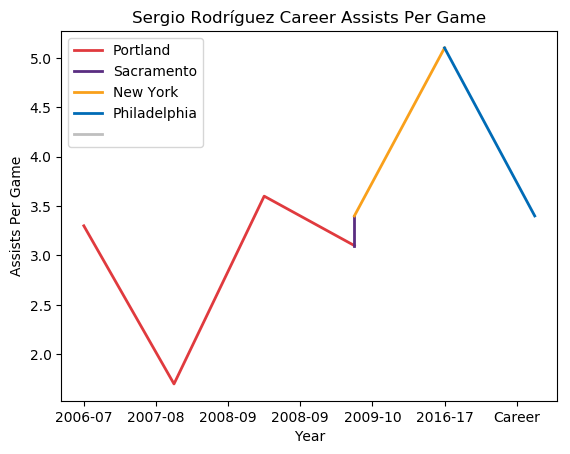 Sergio Rodríguez Career Assists Per Game
Portland
Sacramento
New York
Philadelphia
5.0
4.5
4.0
3.5
3.0
2.5
2.0
Assists Per Game
2006-07 2007-08 2008-09 2008-09 2009-10 2016-17 Career
Year